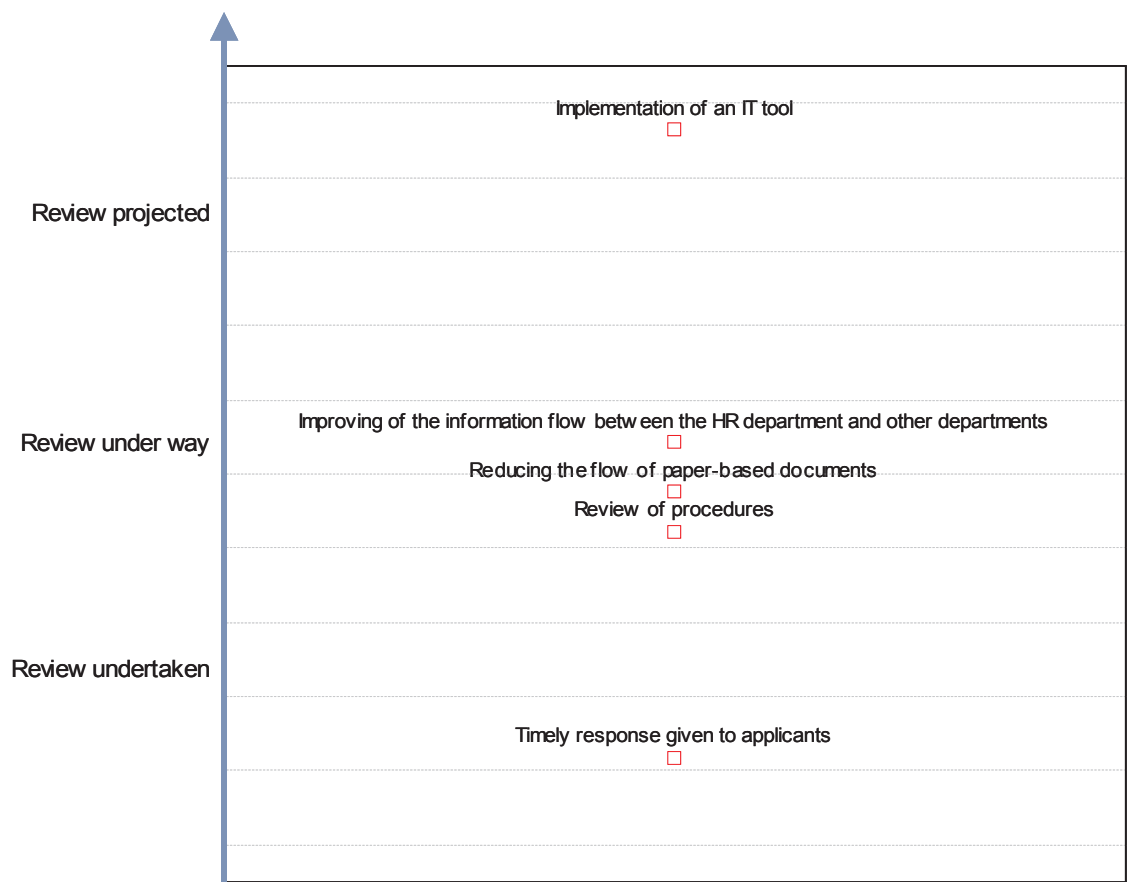 Implementation of an IT tool
Review projected
Improving of the information flow between the HR department and other departments
Review under way
Reducing the flow of paper-based documents
Review of procedures
Review undertaken
Timely response given to applicants